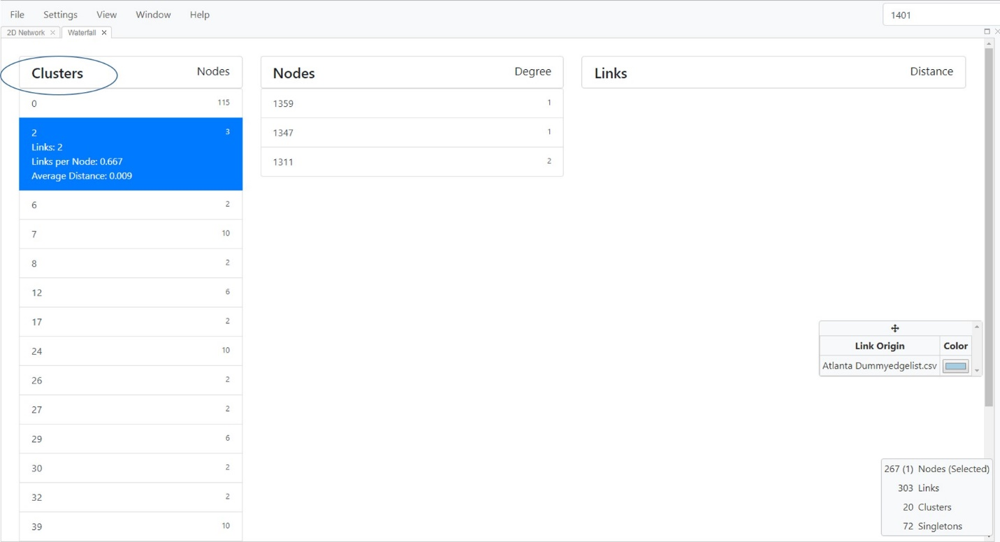 File Settings View Window Help 1401
2D Network × Waterfall ×
Clusters Nodes
0 115
2 3
Links: 2
Links per Node: 0.667
Average Distance: 0.009
6 2
7 10
8 2
12 6
17 2
24 10
26 2
27 2
29 6
30 2
32 2
39 10
Nodes Degree
1359 1
1347 1
1311 2
Links Distance
Link Origin Color
Atlanta Dummyedgelist.csv
267 (1) Nodes (Selected)
303 Links
20 Clusters
72 Singletons